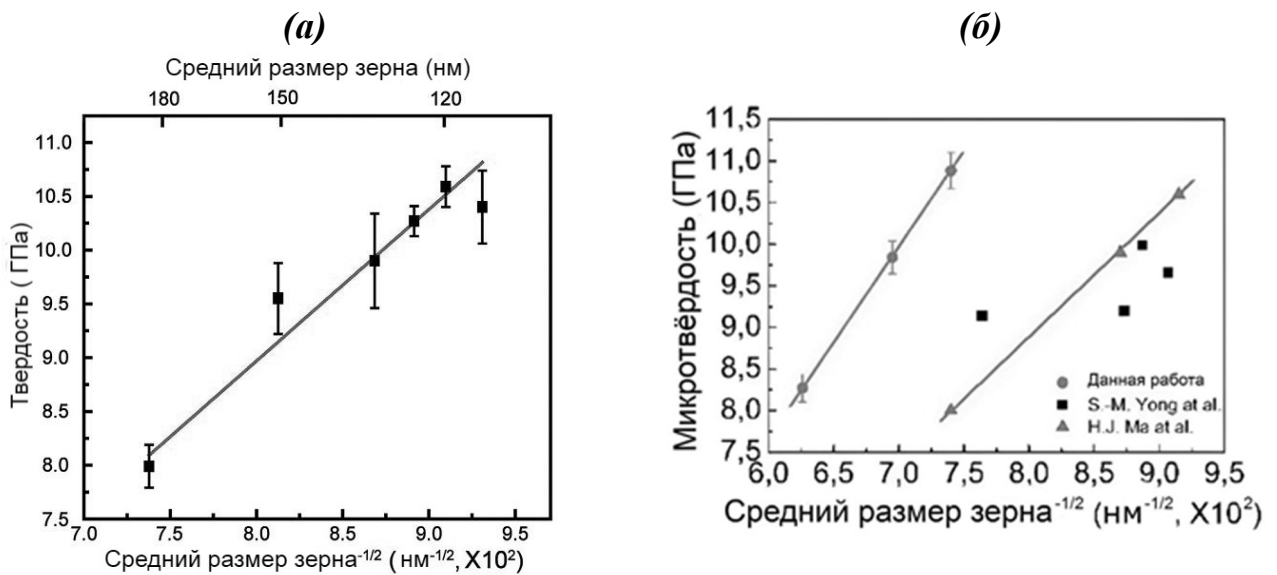 (а)
Средний размер зерна (нм)
180 150 120
Твердость (ГПа)
11.0
10.5
10.0
9.5
9.0
8.5
8.0
7.5
7.0 7.5 8.0 8.5 9.0 9.5
Средний размер зерна-1/2 (нм-1/2, X102)
(б)
Микротвёрдость (ГПа)
11,5
11,0
10,5
10,0
9,5
9,0
8,5
8,0
7,5
Данная работа
S.-M. Yong at al.
H.J. Ma at al.
6,0 6,5 7,0 7,5 8,0 8,5 9,0 9,5
Средний размер зерна-1/2 (нм-1/2, X102)